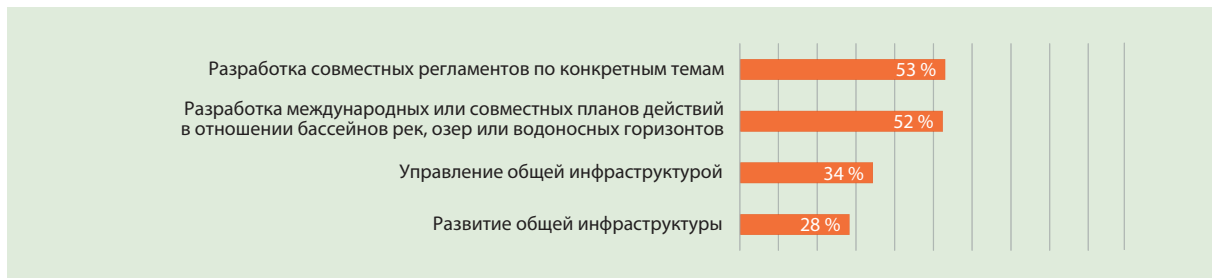 Разработка совместных регламентов по конкретным темам
53 %
Разработка международных или совместных планов действий
в отношении бассейнов рек, озер или водоносных горизонтов
52 %
Управление общей инфраструктурой
34 %
Развитие общей инфраструктуры
28 %